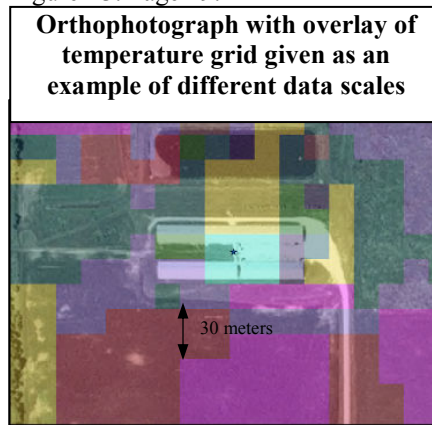 Orthophotograph with overlay of
temperature grid given as an
example of different data scales
30 meters